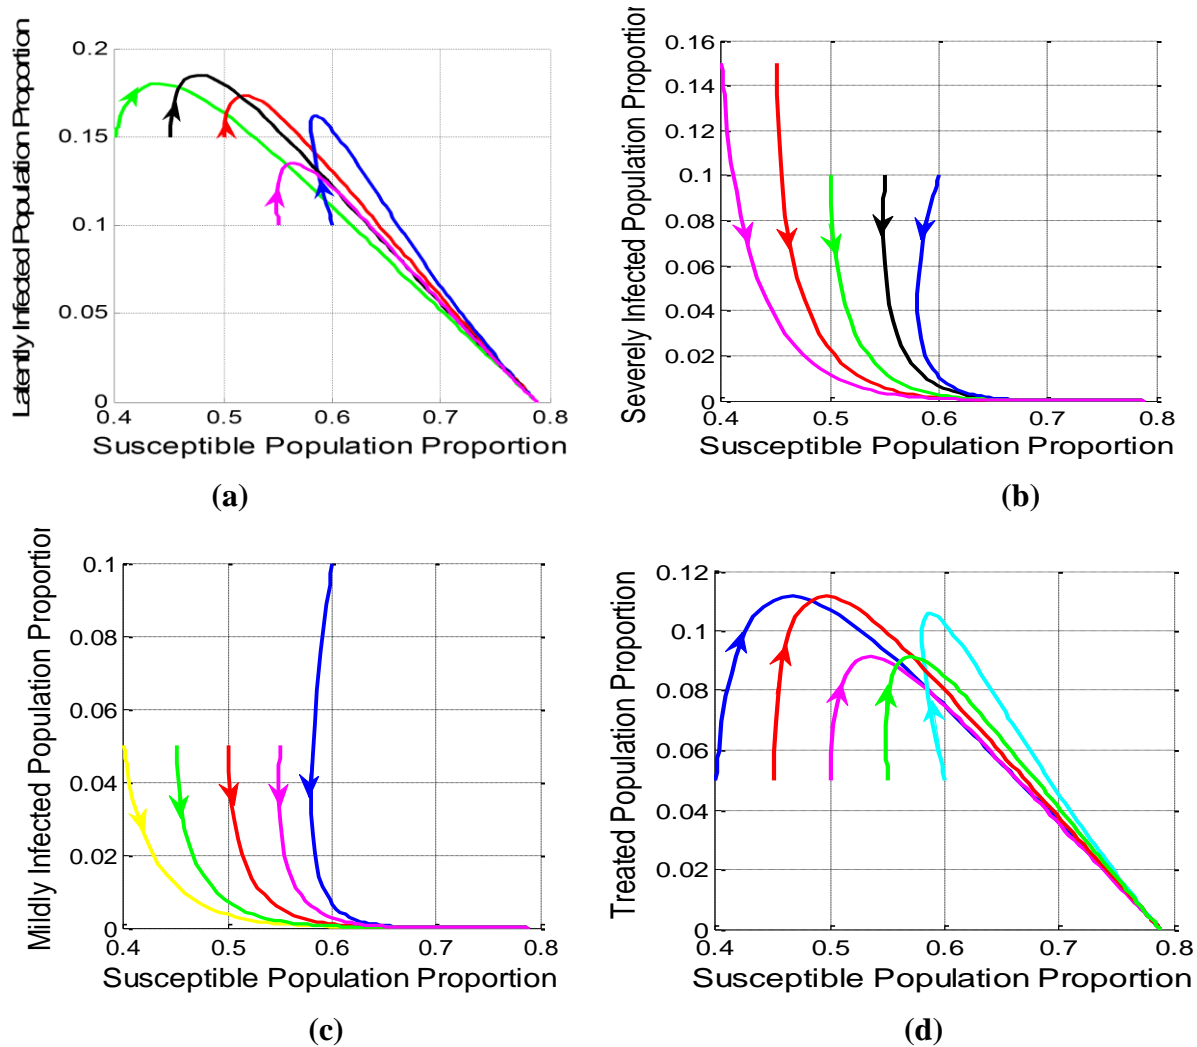 Latently Infected Population Proportion
0.2
0.15
0.1
0.05
0
0.4 0.5 0.6 0.7 0.8
Susceptible Population Proportion
(a)
Severely Infected Population Proportion
0.16
0.14
0.12
0.1
0.08
0.06
0.04
0.02
0
0.4 0.5 0.6 0.7 0.8
Susceptible Population Proportion
(b)
Mildly Infected Population Proportion
0.1
0.08
0.06
0.04
0.02
0
0.4 0.5 0.6 0.7 0.8
Susceptible Population Proportion
(c)
Treated Population Proportion
0.12
0.1
0.08
0.06
0.04
0.02
0
0.4 0.5 0.6 0.7 0.8
Susceptible Population Proportion
(d)